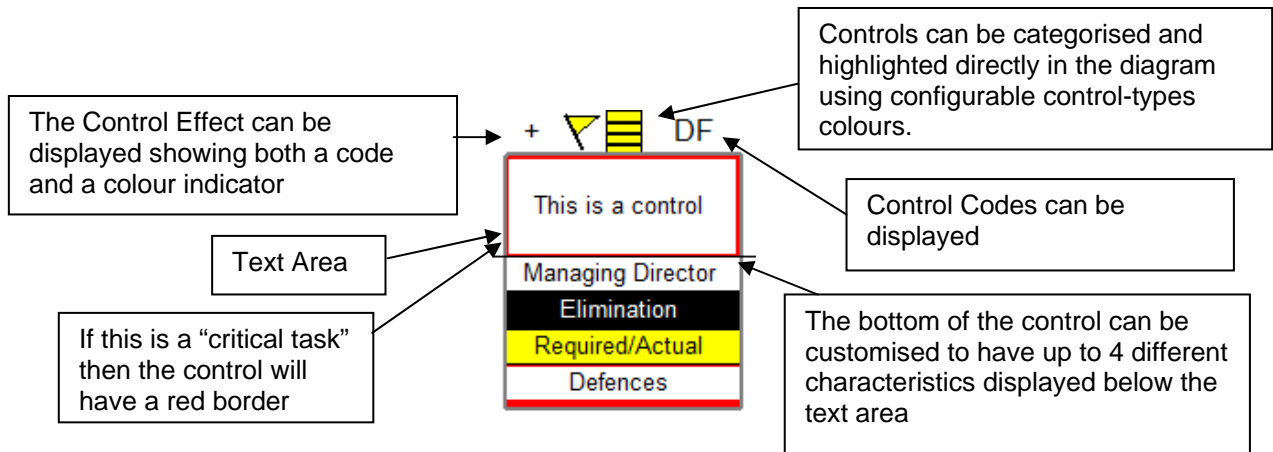 Controls can be categorised and
highlighted directly in the diagram
using configurable control-types
colours.
The Control Effect can be
displayed showing both a code
and a colour indicator
+ DF
This is a control
Control Codes can be
displayed
Text Area
Managing Director
Elimination
Required/Actual
Defences
If this is a “critical task”
then the control will
have a red border
The bottom of the control can be
customised to have up to 4 different
characteristics displayed below the
text area